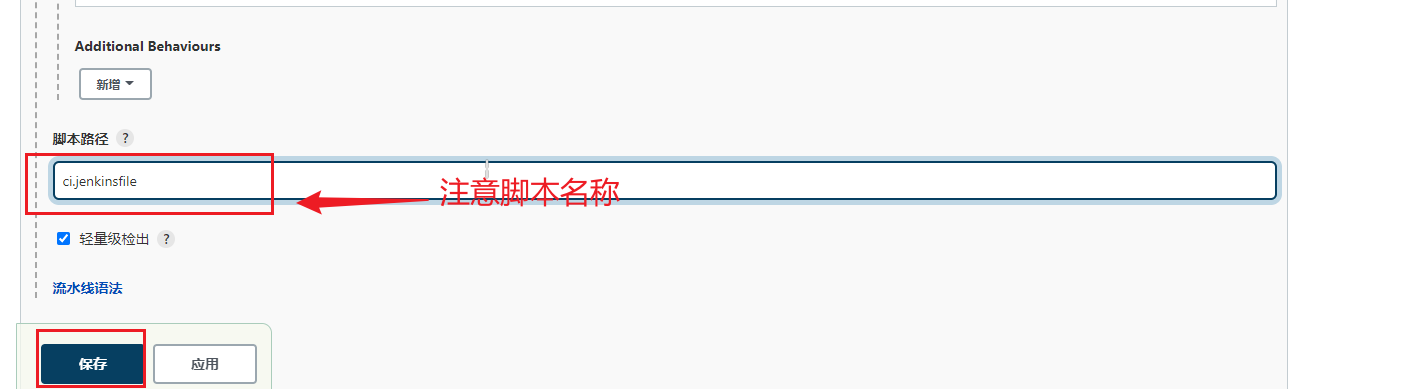 Additional Behaviours
新增
脚本路径 ?
ci.jenkinsfile
注意脚本名称
轻量级检出 ?
流水线语法
保存 应用